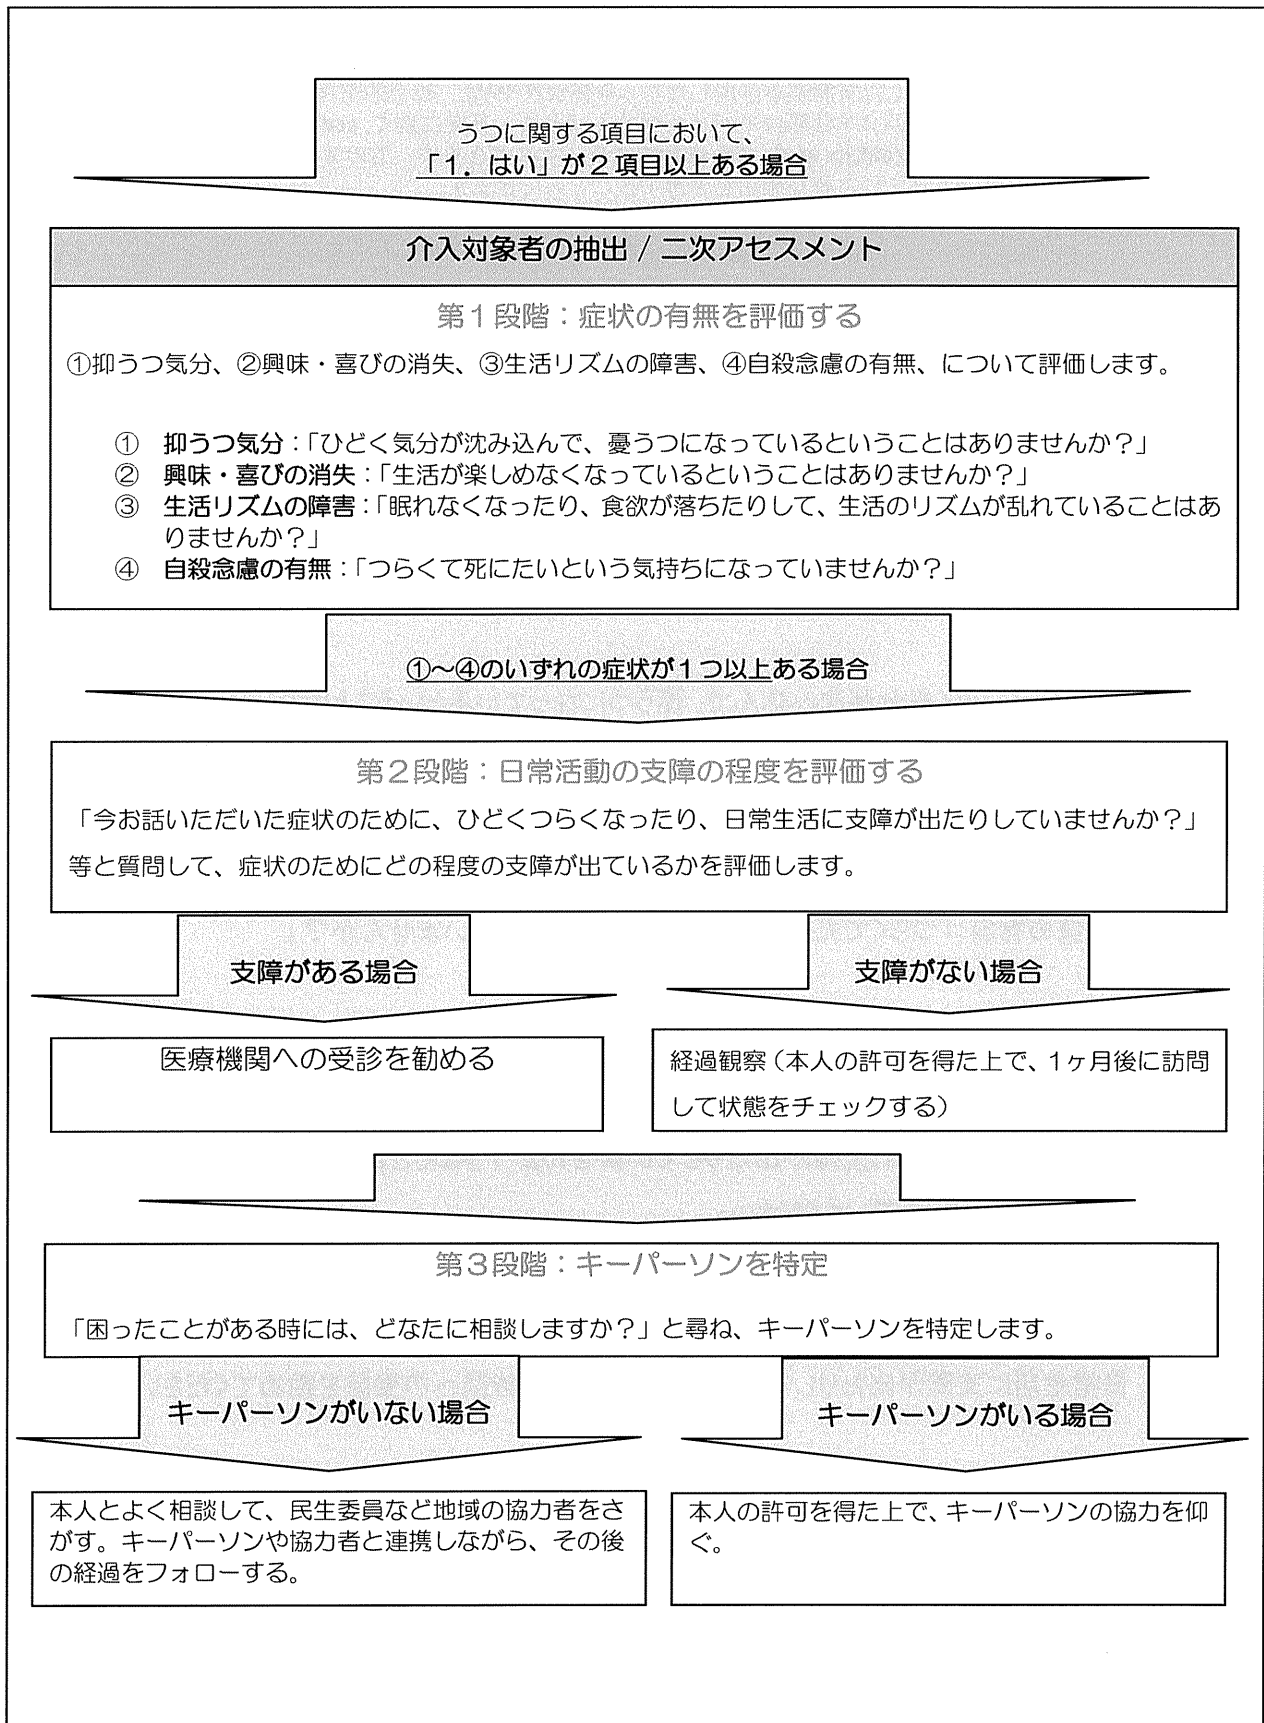 うつに関する項目において、
「１．はい」が２項目以上ある場合
介入対象者の抽出 / 二次アセスメント
第１段階：症状の有無を評価する
①抑うつ気分、②興味・喜びの消失、③生活リズムの障害、④自殺念慮の有無、について評価します。
① 抑うつ気分：「ひどく気分が沈み込んで、憂うつになっているということはありませんか？」
② 興味・喜びの消失：「生活が楽しめなくなっているということはありませんか？」
③ 生活リズムの障害：「眠れなくなったり、食欲が落ちたりして、生活のリズムが乱れていることはあ
りませんか？」
④ 自殺念慮の有無：「つらくて死にたいという気持ちになっていませんか？」
①～④のいずれの症状が１つ以上ある場合
第２段階：日常活動の支障の程度を評価する
「今お話いただいた症状のために、ひどくつらくなったり、日常生活に支障が出たりしていませんか？」
等と質問して、症状のためにどの程度の支障が出ているかを評価します。
支障がある場合
支障がない場合
医療機関への受診を勧める
経過観察（本人の許可を得た上で、１ヶ月後に訪問
して状態をチェックする）
第３段階：キーパーソンを特定
「困ったことがある時には、どなたに相談しますか？」と尋ね、キーパーソンを特定します。
キーパーソンがいない場合
キーパーソンがいる場合
本人とよく相談して、民生委員など地域の協力者をさ
がす。キーパーソンや協力者と連携しながら、その後
の経過をフォローする。
本人の許可を得た上で、キーパーソンの協力を仰
ぐ。